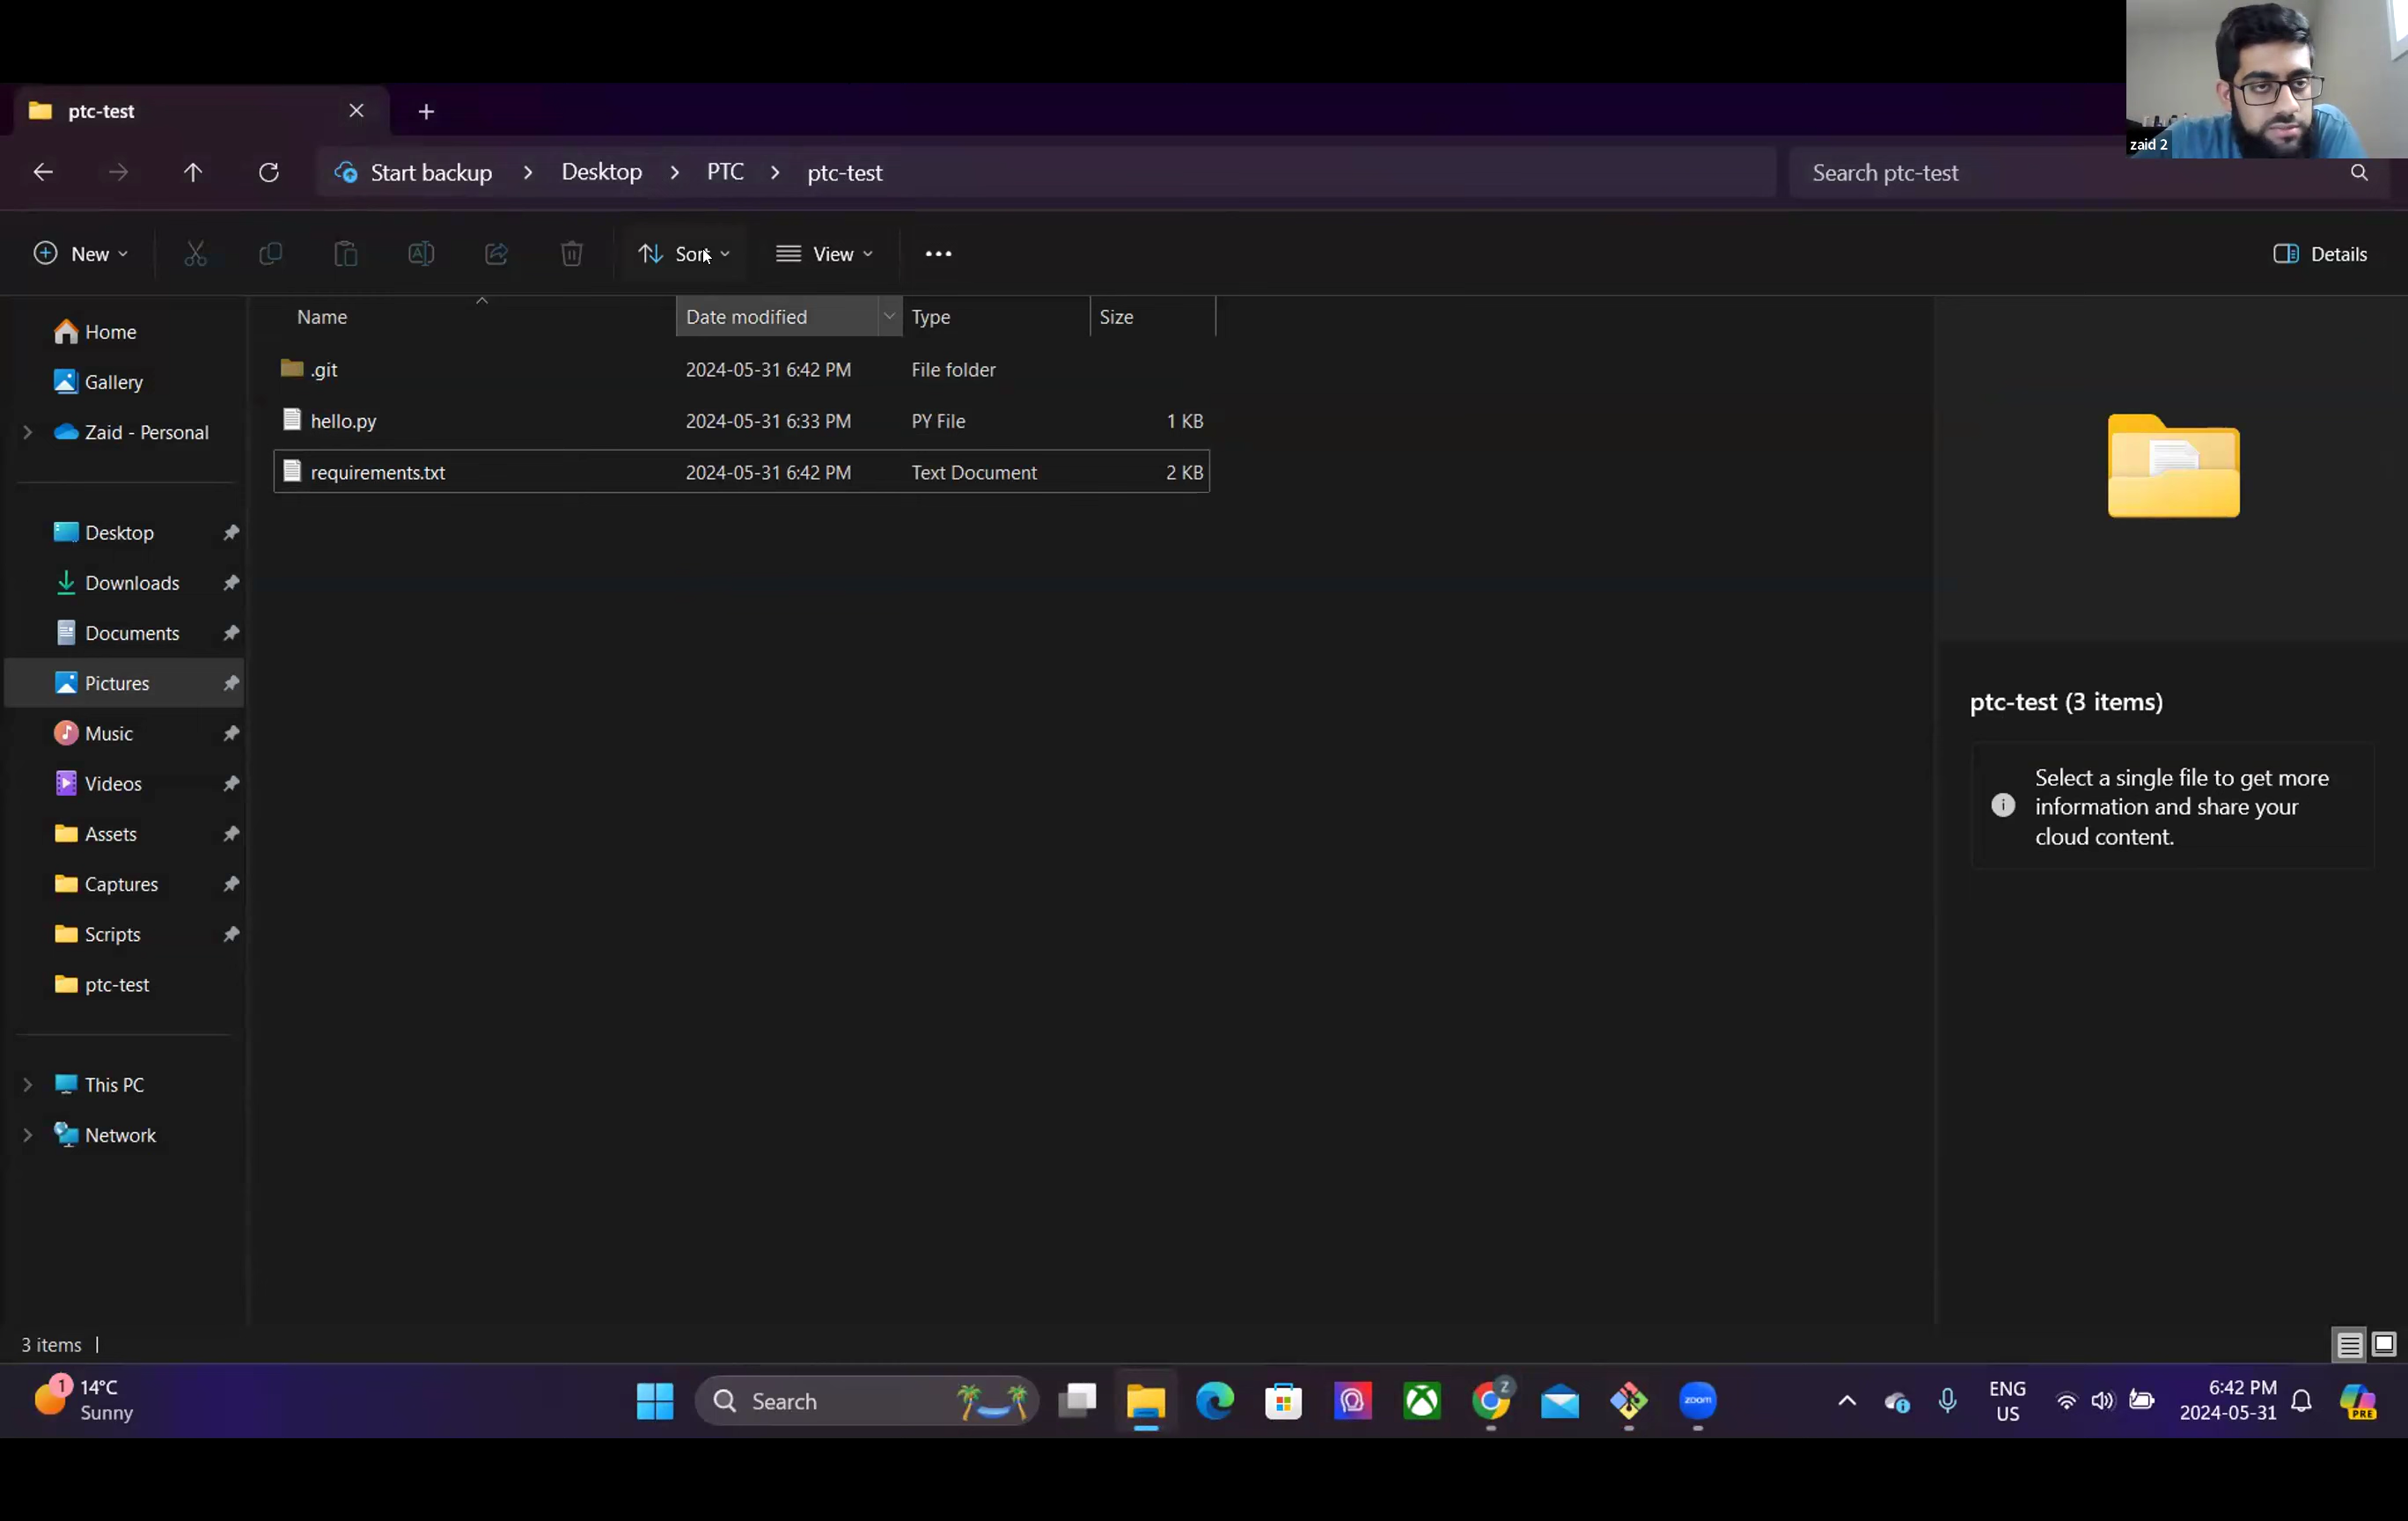 zaid 2
ptc-test
Start backup > Desktop > PTC > ptc-test
Search ptc-test
New
Sort
View
Details
Name Date modified Type Size
.git 2024-05-31 6:42 PM File folder
hello.py 2024-05-31 6:33 PM PY File 1 KB
requirements.txt 2024-05-31 6:42 PM Text Document 2 KB
Home
Gallery
Zaid - Personal
Desktop
Downloads
Documents
Pictures
Music
Videos
Assets
Captures
Scripts
ptc-test
This PC
Network
ptc-test (3 items)
Select a single file to get more
information and share your
cloud content.
3 items
1
14°C
Sunny
Search
Z
zoom
PRE
ENG
US
6:42 PM
2024-05-31